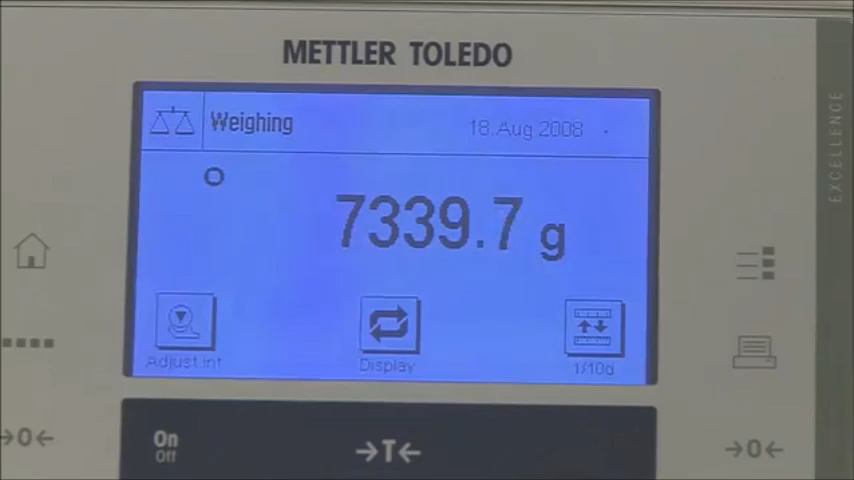 METTLER TOLEDO
Weighing
18.Aug 2008
7339.7 g
Adjust.int
Display
1/10d
On
Off
→T←
→0←
→0←
EXCELLENCE